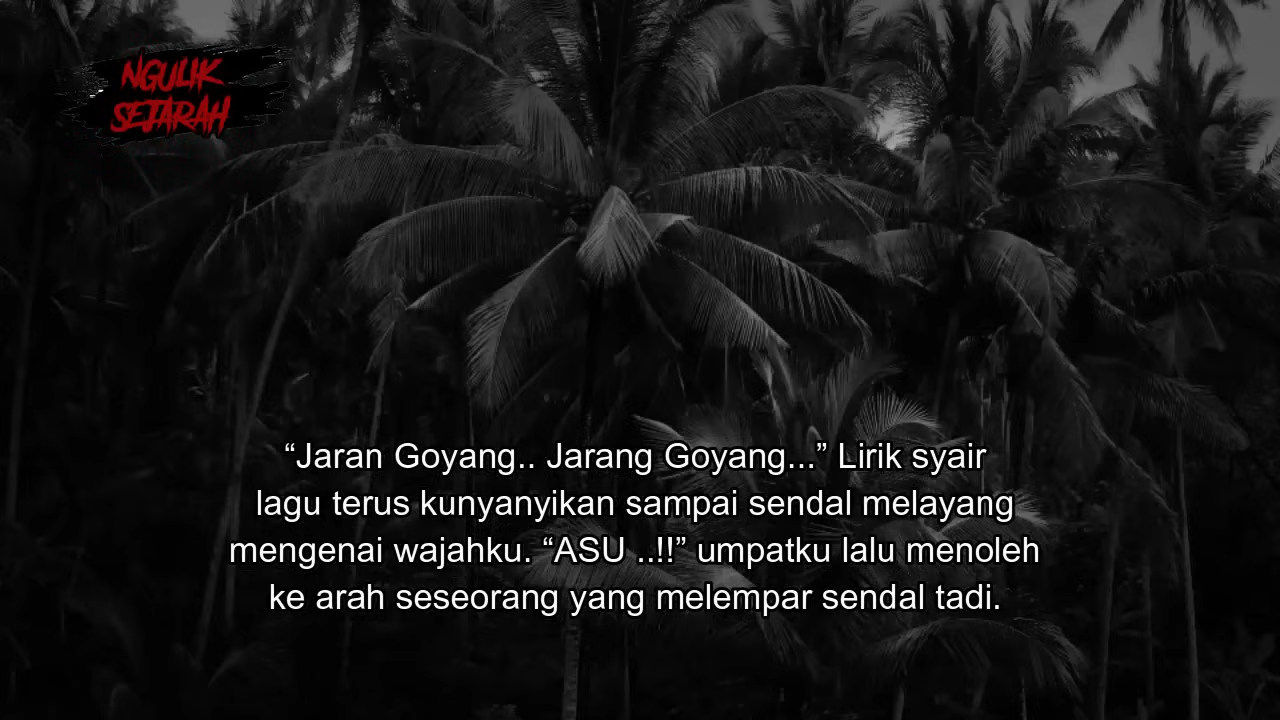 NGULIK
SEJARAH
“Jaran Goyang.. Jarang Goyang...” Lirik syair
lagu terus kunyanyikan sampai sendal melayang
mengenai wajahku. “ASU ..!!” umpatku lalu menoleh
ke arah seseorang yang melempar sendal tadi.